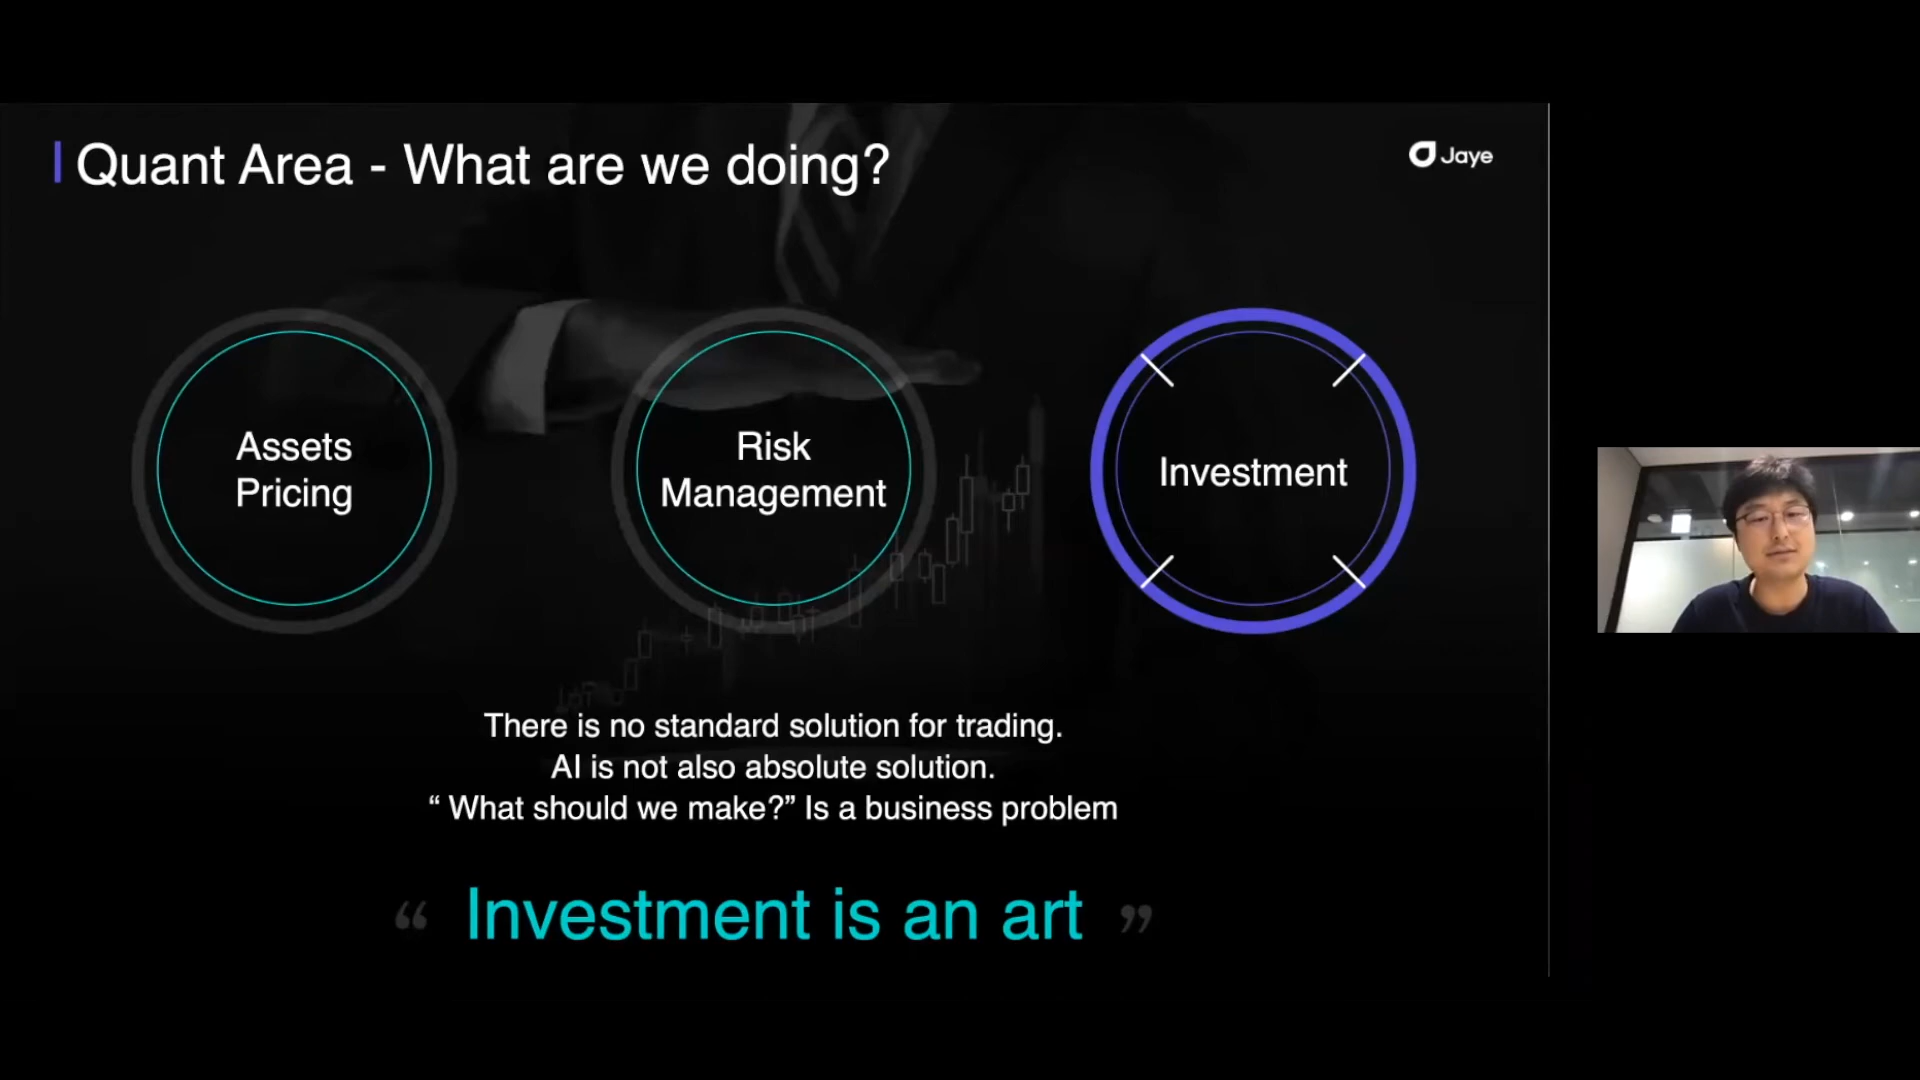 Quant Area - What are we doing?
Jaye
Assets
Pricing
Risk
Management
Investment
There is no standard solution for trading.
AI is not also absolute solution.
“ What should we make?” Is a business problem
“ Investment is an art ”